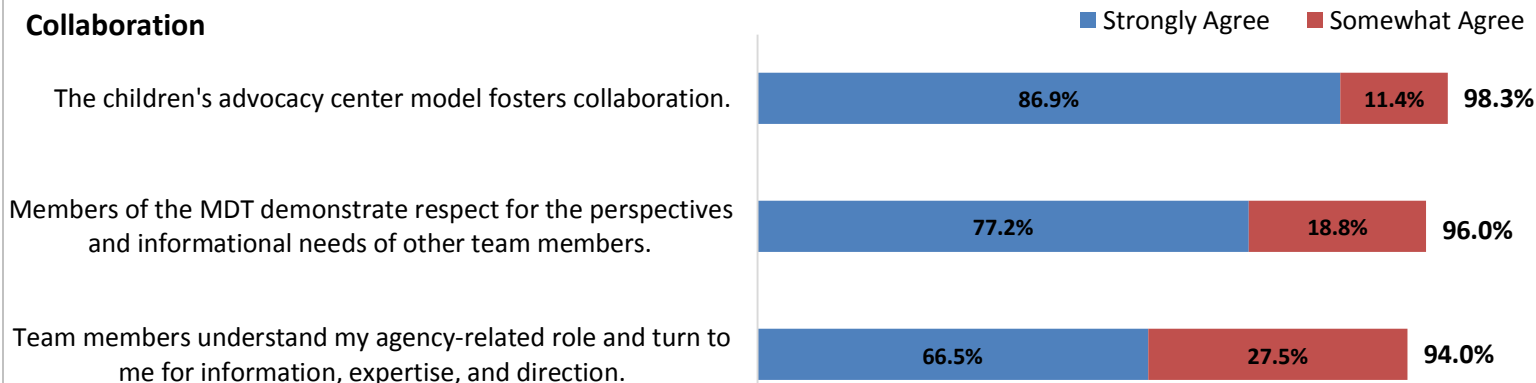 Collaboration
Strongly Agree
Somewhat Agree
The children's advocacy center model fosters collaboration.
86.9%
11.4%
98.3%
Members of the MDT demonstrate respect for the perspectives
and informational needs of other team members.
77.2%
18.8%
96.0%
Team members understand my agency-related role and turn to
me for information, expertise, and direction.
66.5%
27.5%
94.0%